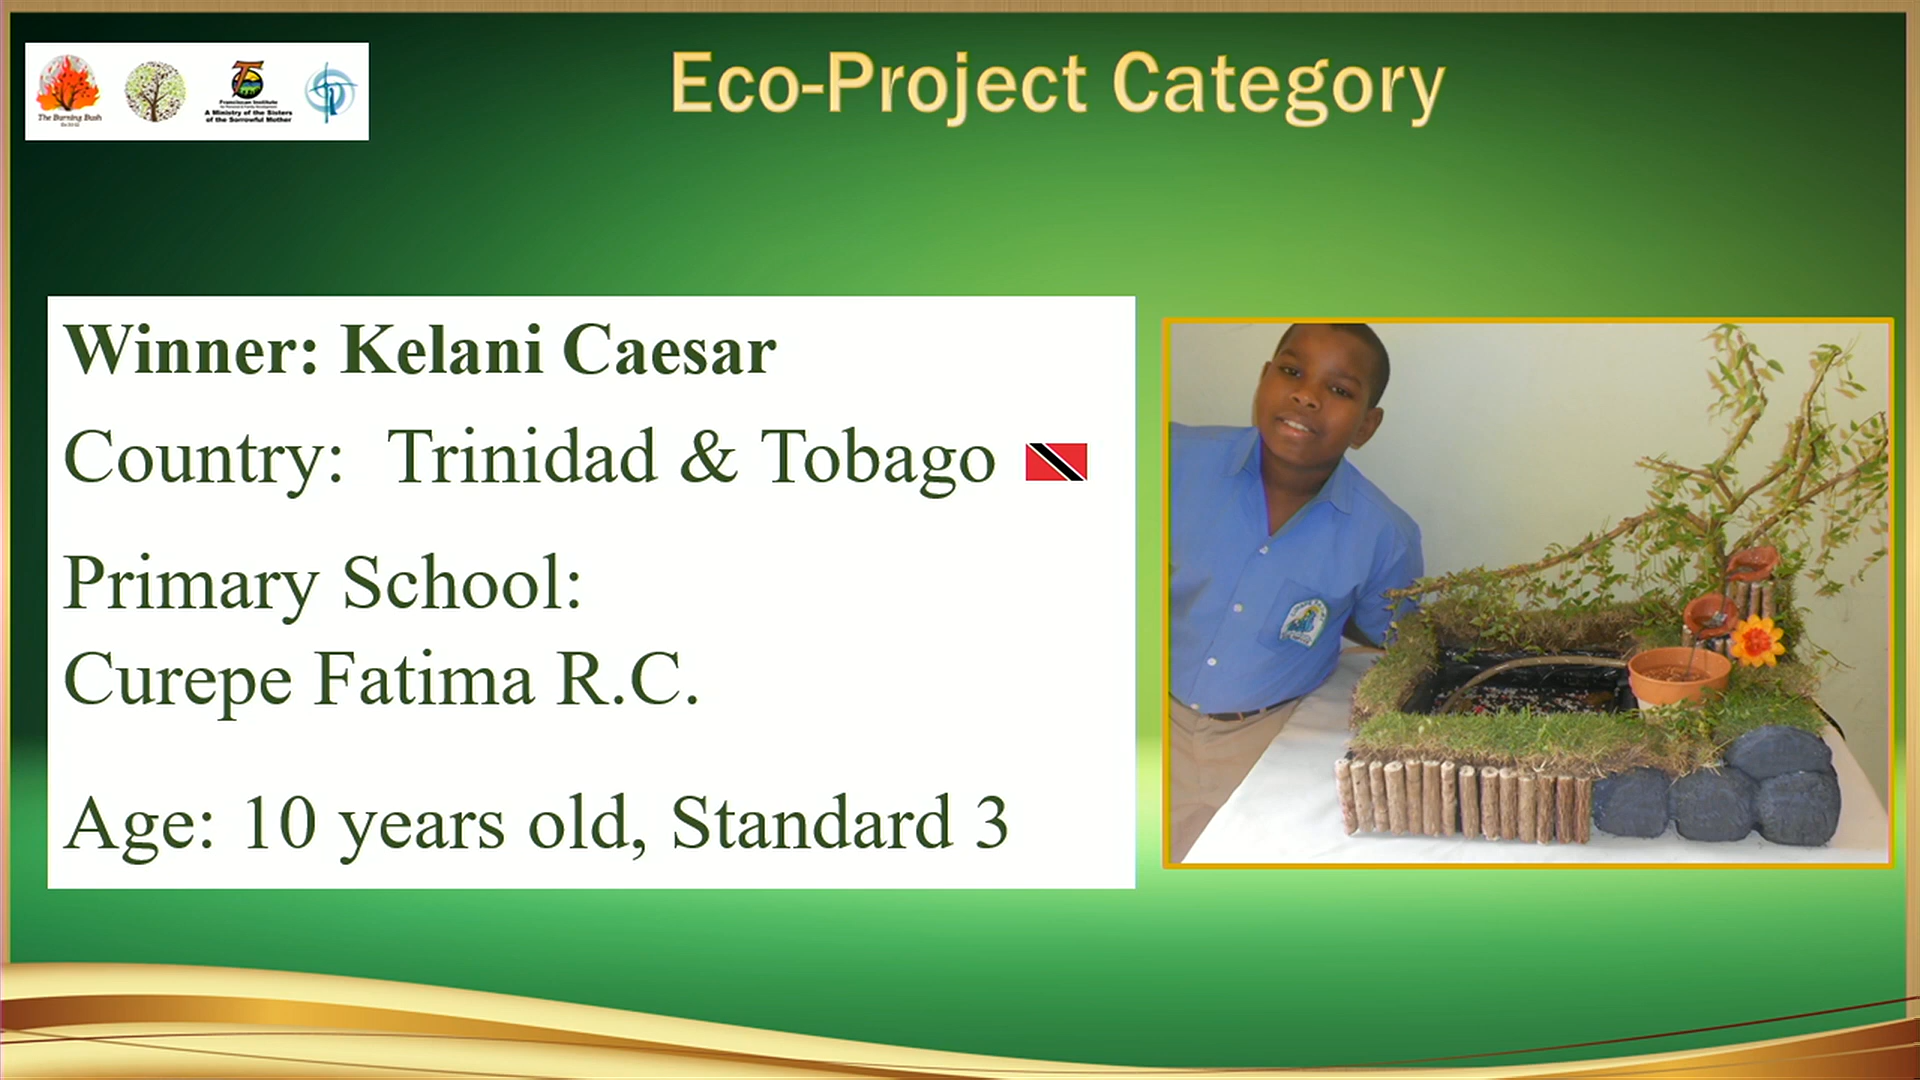 Eco-Project Category
The Burning Bush
Franciscan Institute
A Ministry of the Sisters
of the Sorrowful Mother
Winner: Kelani Caesar
Country: Trinidad & Tobago
Primary School:
Curepe Fatima R.C.
Age: 10 years old, Standard 3